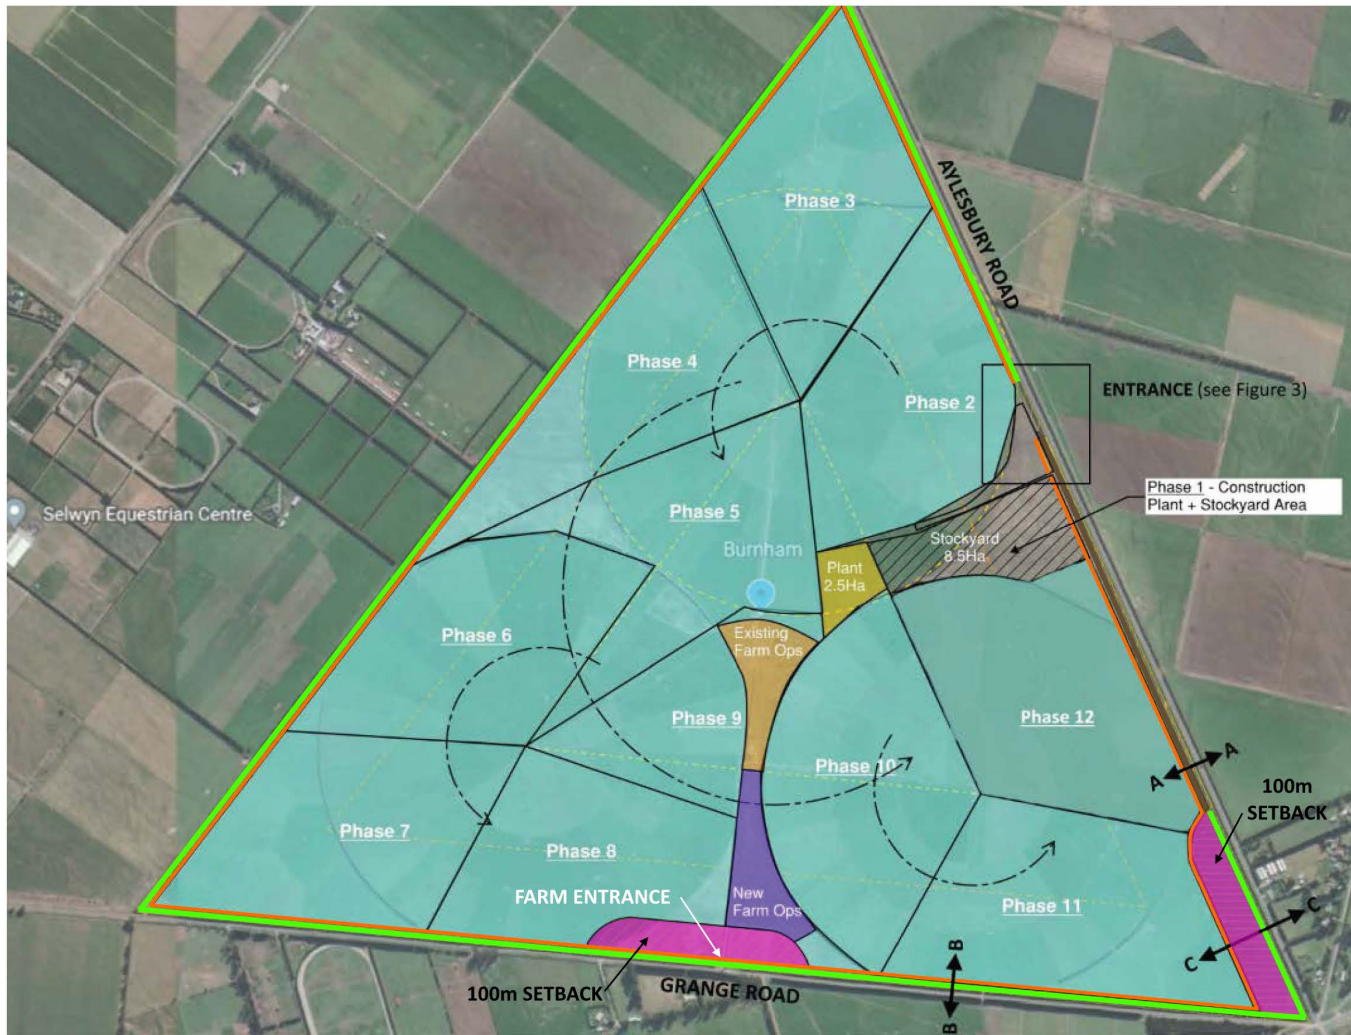 AYLESBURY ROAD
Phase 3
Phase 4
Phase 2
ENTRANCE (see Figure 3)
Phase 1 - Construction
Plant + Stockyard Area
Selwyn Equestrian Centre
Phase 5
Burnham
Stockyard
8.5Ha
Plant
2.5Ha
Phase 6
Existing
Farm Ops
Phase 9
Phase 12
Phase 10
A
A
100m
SETBACK
Phase 7
Phase 8
FARM ENTRANCE
New
Farm Ops
Phase 11
C
C
B
B
100m SETBACK
GRANGE ROAD